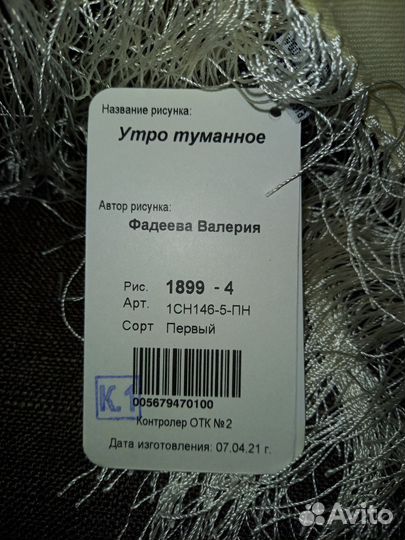 Название рисунка:
Утро туманное
Автор рисунка:
Фадеева Валерия
Рис. 1899 - 4
Арт. 1СН146-5-ПН
Сорт Первый
К.1
005679470100
Контролер ОТК №2
Дата изготовления: 07.04.21 г.
Avito